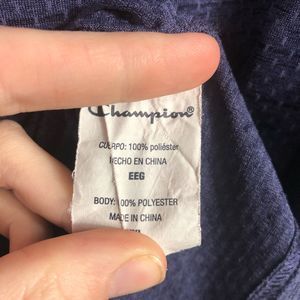 Champion®
CUERPO: 100% poliéster
HECHO EN CHINA
EEG
BODY: 100% POLYESTER
MADE IN CHINA